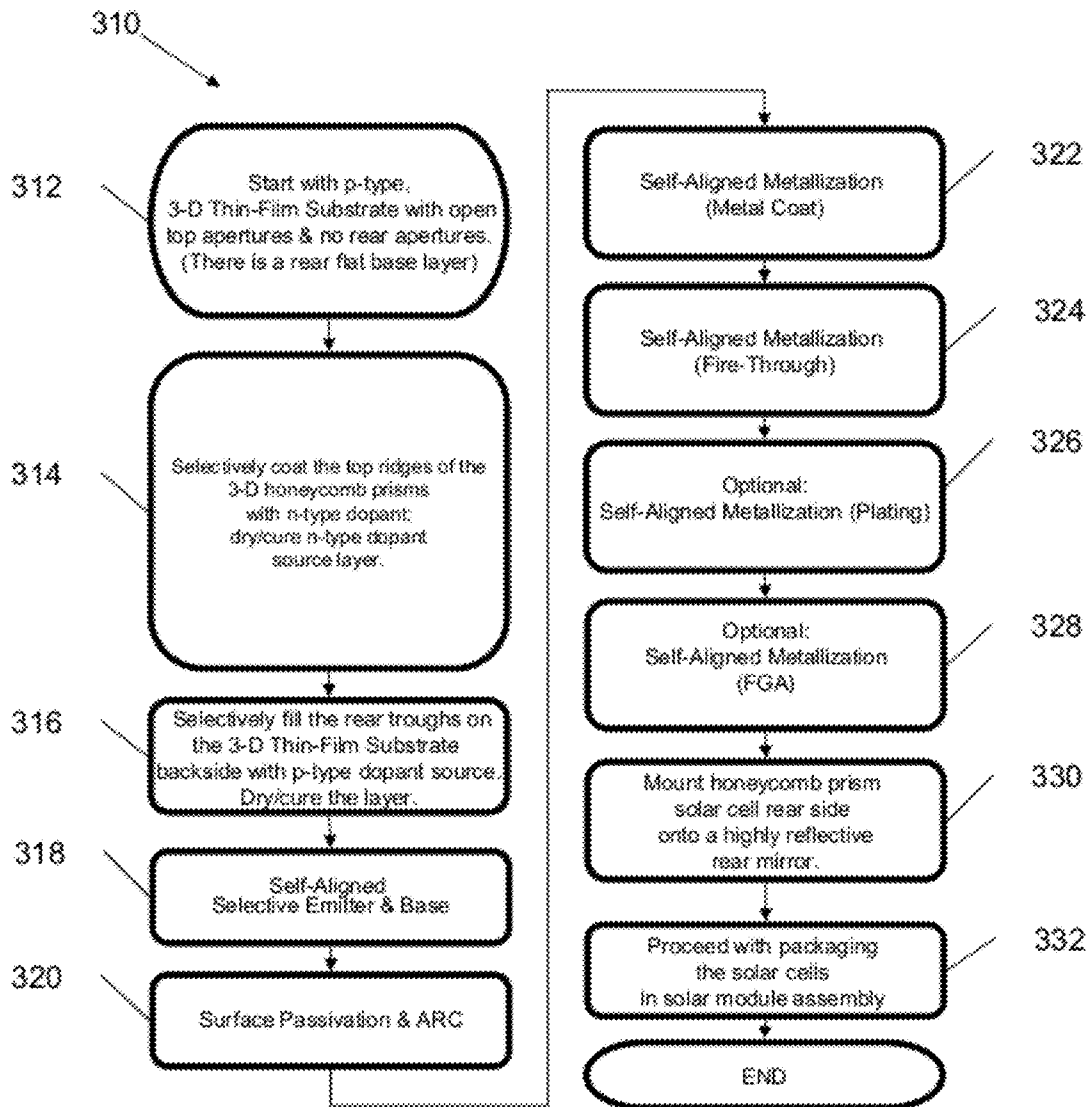 310
312
Start with p-type,
3-D Thin-Film Substrate with open
top apertures & no rear apertures.
(There is a rear flat base layer)
314
Selectively coat the top ridges of the
3-D honeycomb prisms
with n-type dopant;
dry/cure n-type dopant
source layer.
316
Selectively fill the rear troughs on
the 3-D Thin-Film Substrate
backside with p-type dopant source.
Dry/cure the layer.
318
Self-Aligned
Selective Emitter & Base
320
Surface Passivation & ARC
322
Self-Aligned Metallization
(Metal Coat)
324
Self-Aligned Metallization
(Fire-Through)
326
Optional:
Self-Aligned Metallization (Plating)
328
Optional:
Self-Aligned Metallization
(FGA)
330
Mount honeycomb prism
solar cell rear side
onto a highly reflective
rear mirror.
332
Proceed with packaging
the solar cells
in solar module assembly
END